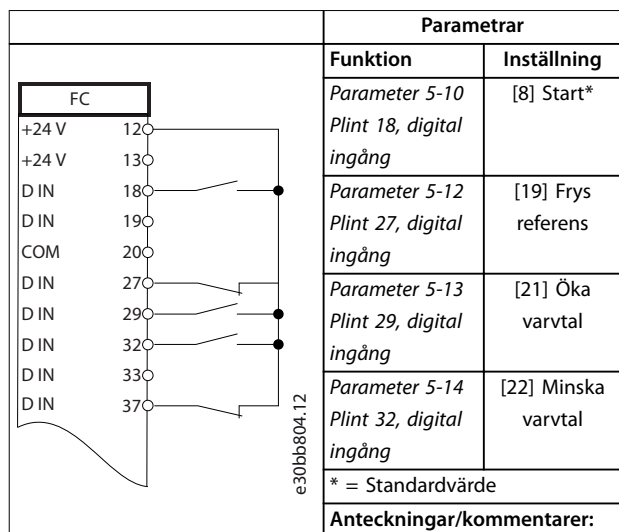 Parametrar
Funktion Inställning
FC
+24 V 12
+24 V 13
D IN 18
D IN 19
COM 20
D IN 27
D IN 29
D IN 32
D IN 33
D IN 37
e30bb804.12
Parameter 5-10 [8] Start*
Plint 18, digital
ingång
Parameter 5-12 [19] Frys
Plint 27, digital referens
ingång
Parameter 5-13 [21] Öka
Plint 29, digital varvtal
ingång
Parameter 5-14 [22] Minska
Plint 32, digital varvtal
ingång
* = Standardvärde
Anteckningar/kommentarer: